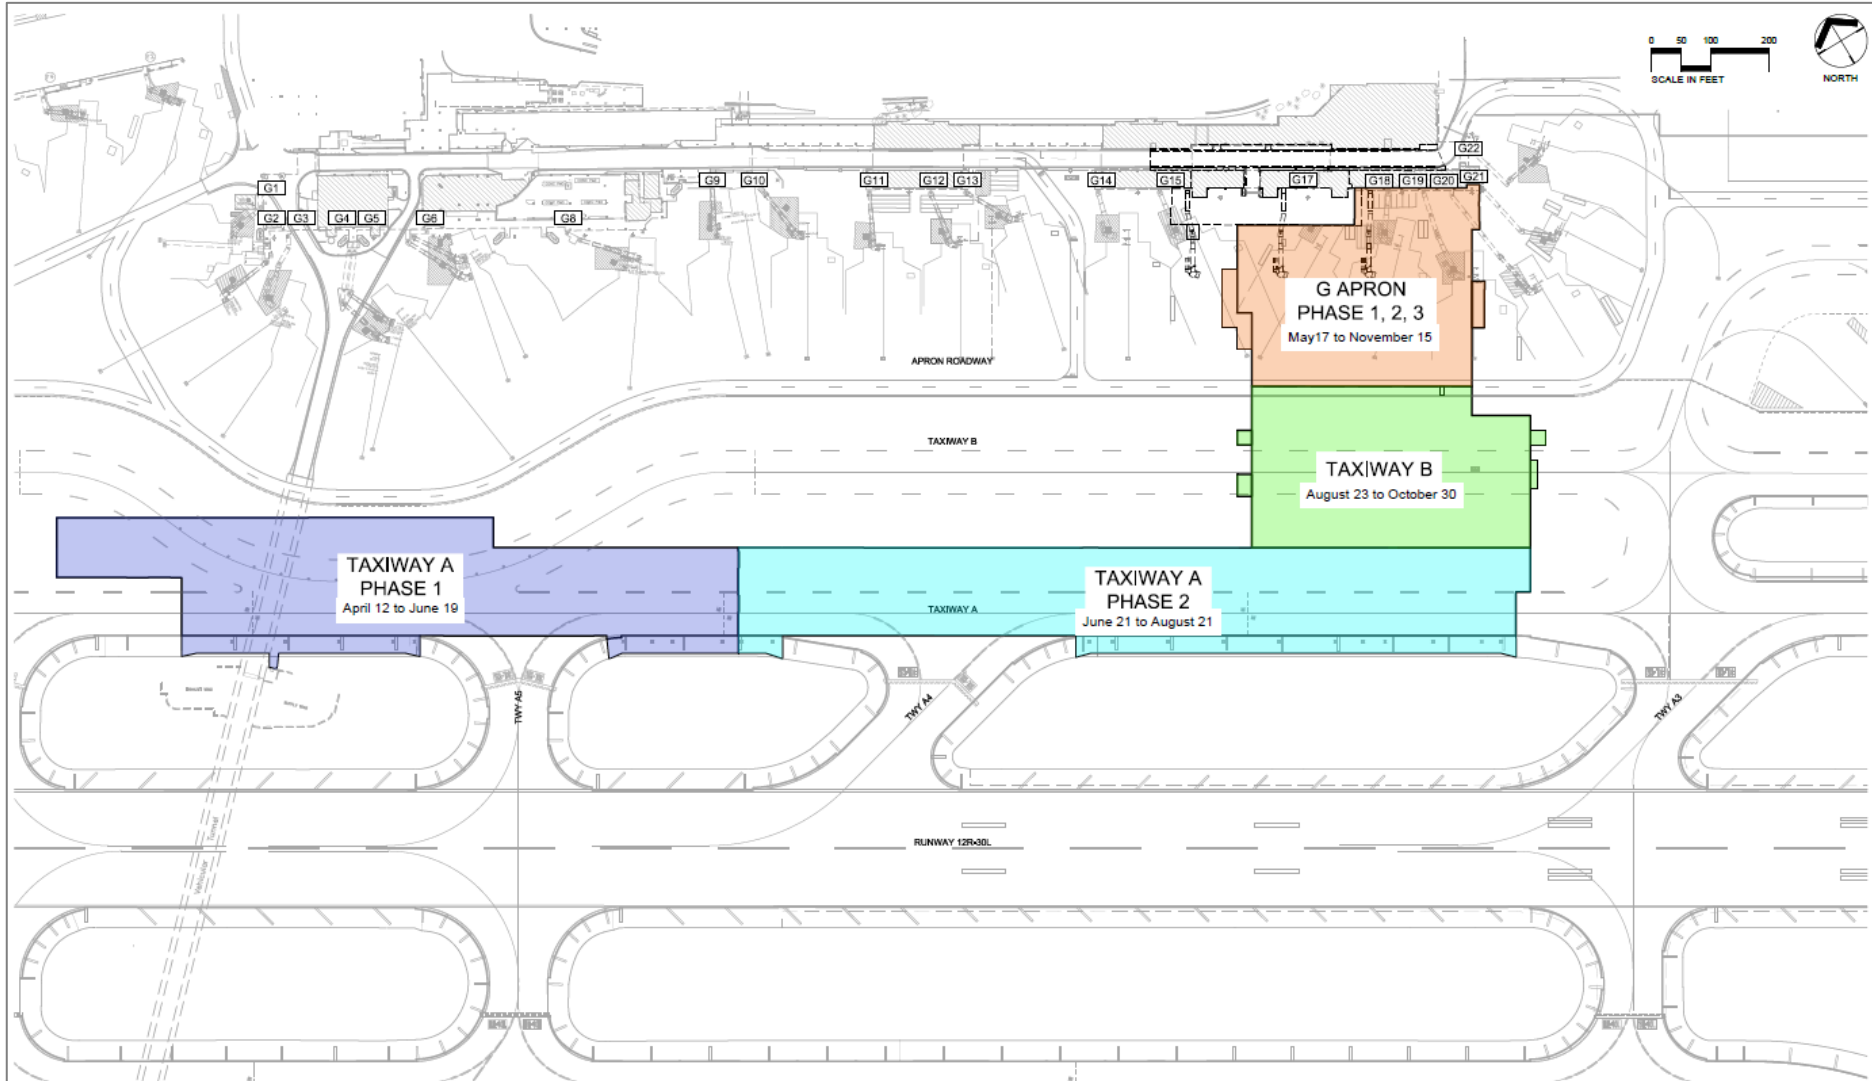 0 50 100 200
SCALE IN FEET
NORTH
G22
G1
G9
G10
G11
G12
G13
G14
G15
G17
G18
G19
G20
G21
G2
G3
G4
G5
G6
G8
G APRON
PHASE 1, 2, 3
May17 to November 15
APRON ROADWAY
TAXIWAY B
TAXIWAY B
August 23 to October 30
TAXIWAY A
PHASE 1
April 12 to June 19
TAXIWAY A
PHASE 2
June 21 to August 21
TAXIWAY A
TWY A5
TWY A4
TWY A3
RUNWAY 12R-30L
Vehicular Tunnel